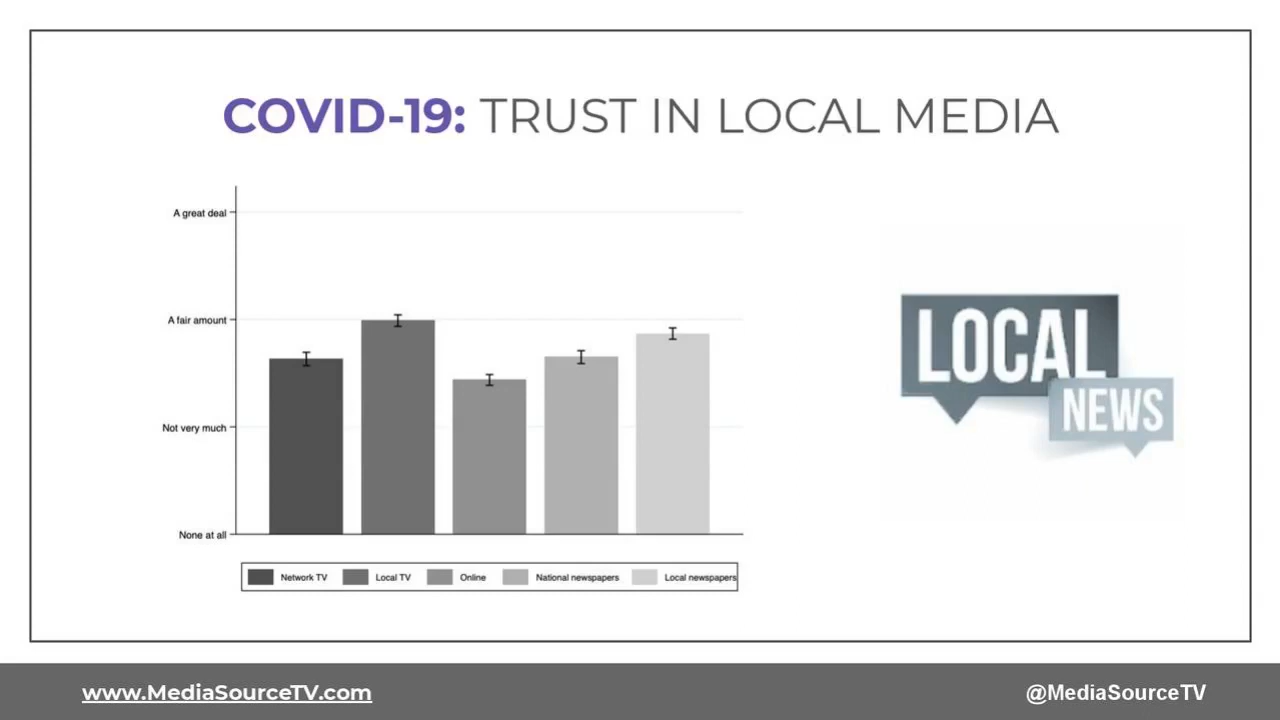 COVID-19: TRUST IN LOCAL MEDIA
A great deal
A fair amount
Not very much
None at all
Network TV Local TV Online National newspapers Local newspapers
LOCAL
NEWS
www.MediaSourceTV.com @MediaSourceTV